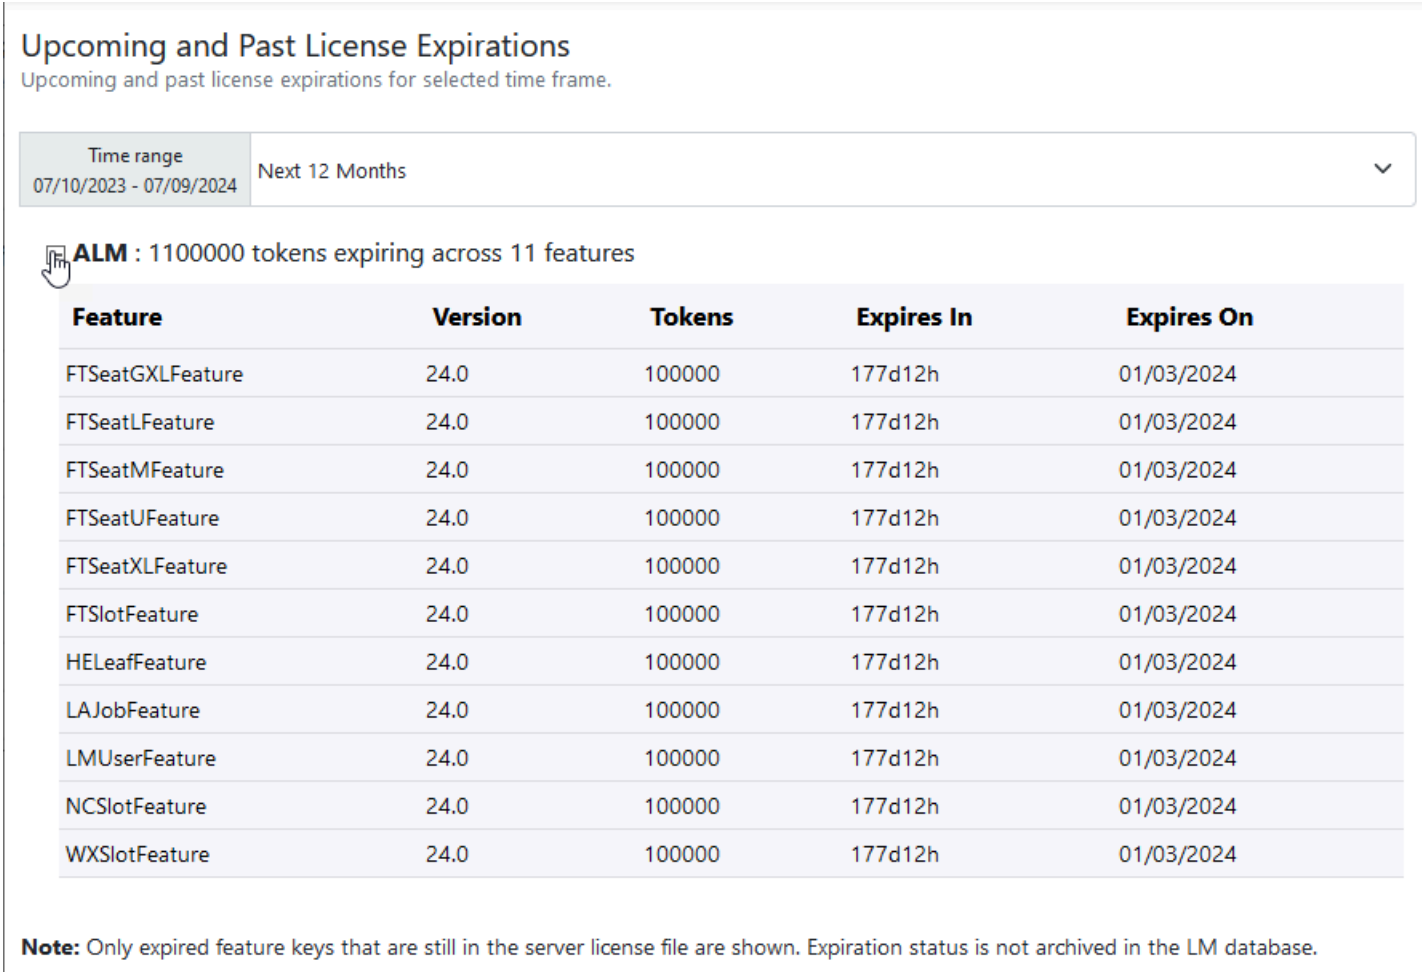 Upcoming and Past License Expirations
Upcoming and past license expirations for selected time frame.
Time range
07/10/2023 - 07/09/2024
Next 12 Months
ALM : 1100000 tokens expiring across 11 features
Feature Version Tokens Expires In Expires On
FTSeatGXLFeature 24.0 100000 177d12h 01/03/2024
FTSeatLFeature 24.0 100000 177d12h 01/03/2024
FTSeatMFeature 24.0 100000 177d12h 01/03/2024
FTSeatUFeature 24.0 100000 177d12h 01/03/2024
FTSeatXLFeature 24.0 100000 177d12h 01/03/2024
FTSlotFeature 24.0 100000 177d12h 01/03/2024
HELeafFeature 24.0 100000 177d12h 01/03/2024
LAJobFeature 24.0 100000 177d12h 01/03/2024
LMUserFeature 24.0 100000 177d12h 01/03/2024
NCSlotFeature 24.0 100000 177d12h 01/03/2024
WXSlotFeature 24.0 100000 177d12h 01/03/2024
Note: Only expired feature keys that are still in the server license file are shown. Expiration status is not archived in the LM database.